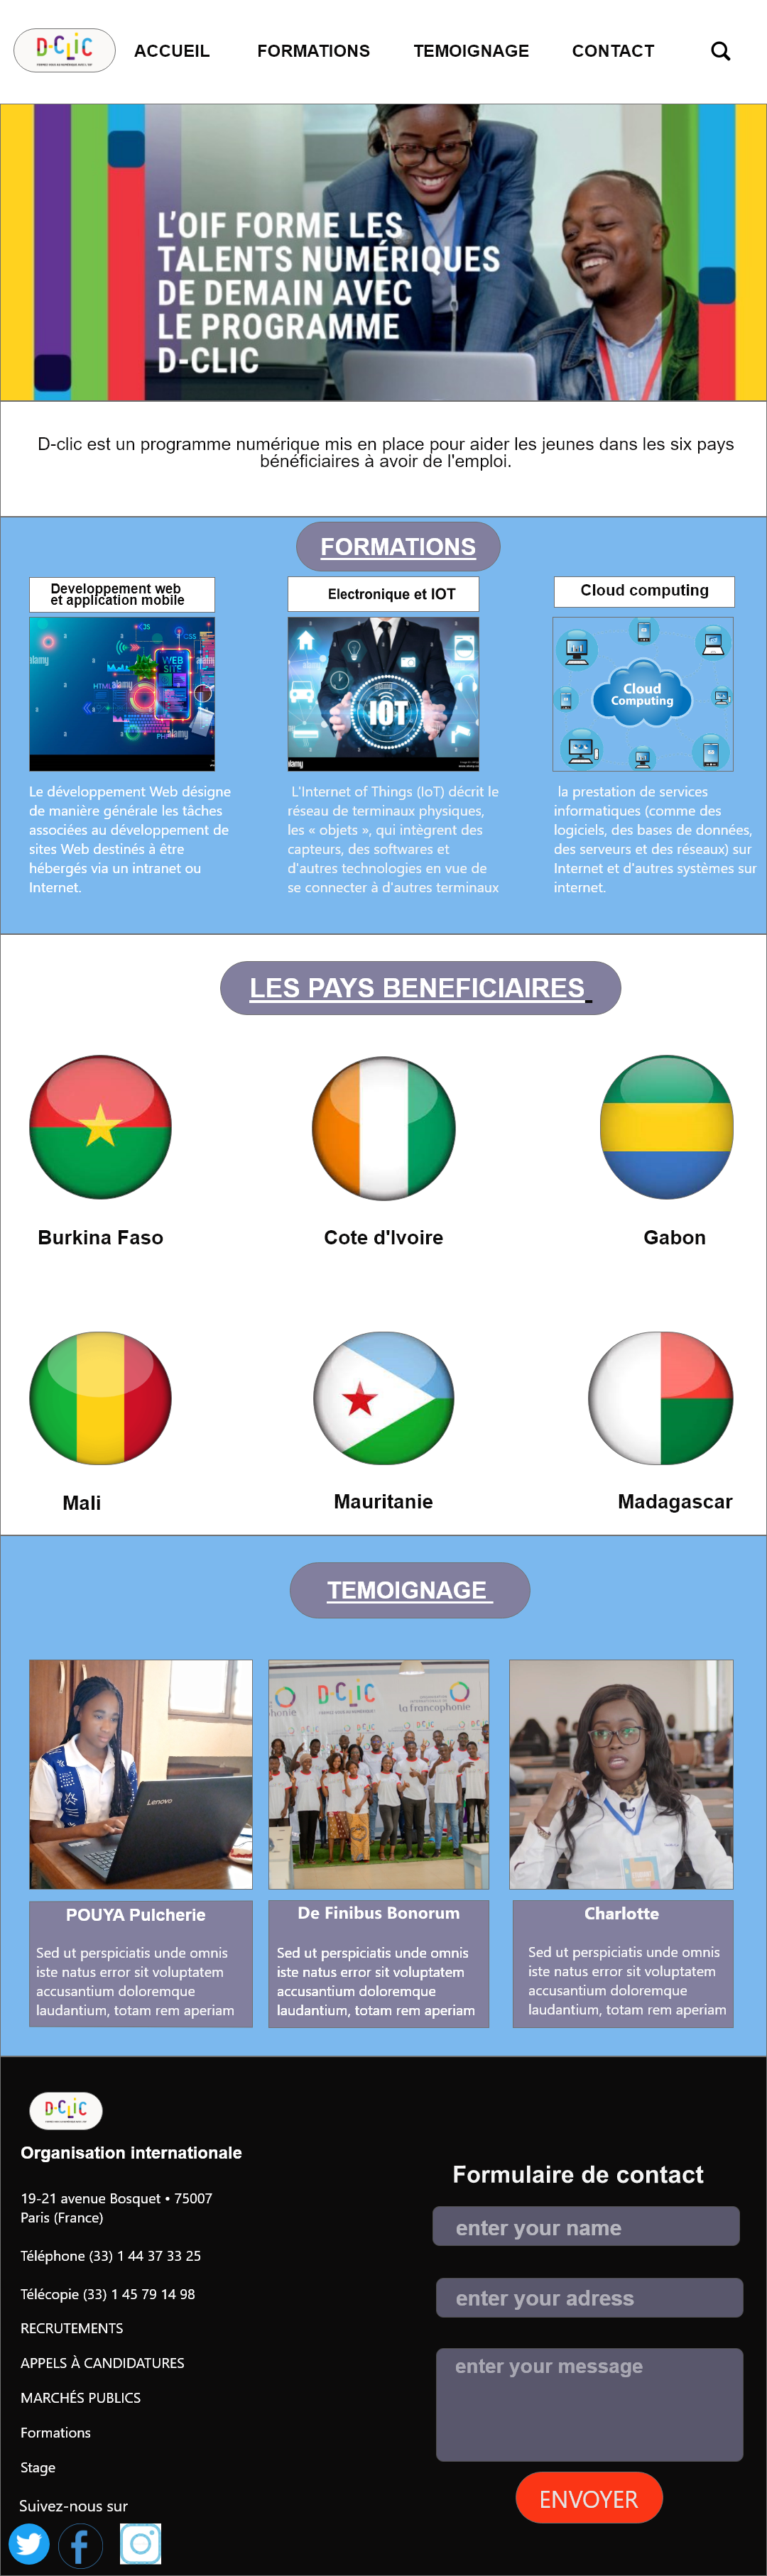 D-CLIC
ACCUEIL FORMATIONS TEMOIGNAGE CONTACT
L'OIF FORME LES
TALENTS NUMÉRIQUES
DE DEMAIN AVEC
LE PROGRAMME
D-CLIC
D-clic est un programme numérique mis en place pour aider les jeunes dans les six pays
bénéficiaires à avoir de l'emploi.
FORMATIONS
Developpement web
et application mobile
Electronique et IOT
Cloud computing
JS
CSS
WEB
SITE
HTML
PHP
alamy
IOT
alamy
Cloud
Computing
Le développement Web désigne
de manière générale les tâches
associées au développement de
sites Web destinés à être
hébergés via un intranet ou
Internet.
L'Internet of Things (IoT) décrit le
réseau de terminaux physiques,
les « objets », qui intègrent des
capteurs, des softwares et
d'autres technologies en vue de
se connecter à d'autres terminaux
la prestation de services
informatiques (comme des
logiciels, des bases de données,
des serveurs et des réseaux) sur
Internet et d'autres systèmes sur
internet.
LES PAYS BENEFICIAIRES
Burkina Faso
Cote d'Ivoire
Gabon
Mali
Mauritanie
Madagascar
TEMOIGNAGE
Lenovo
D-CLIC
la francophonie
POUYA Pulcherie
Sed ut perspiciatis unde omnis
iste natus error sit voluptatem
accusantium doloremque
laudantium, totam rem aperiam
De Finibus Bonorum
Sed ut perspiciatis unde omnis
iste natus error sit voluptatem
accusantium doloremque
laudantium, totam rem aperiam
Charlotte
Sed ut perspiciatis unde omnis
iste natus error sit voluptatem
accusantium doloremque
laudantium, totam rem aperiam
D-CLIC
Organisation internationale
19-21 avenue Bosquet • 75007
Paris (France)
Téléphone (33) 1 44 37 33 25
Télécopie (33) 1 45 79 14 98
RECRUTEMENTS
APPELS À CANDIDATURES
MARCHÉS PUBLICS
Formations
Stage
Suivez-nous sur
Formulaire de contact
enter your name
enter your adress
enter your message
ENVOYER